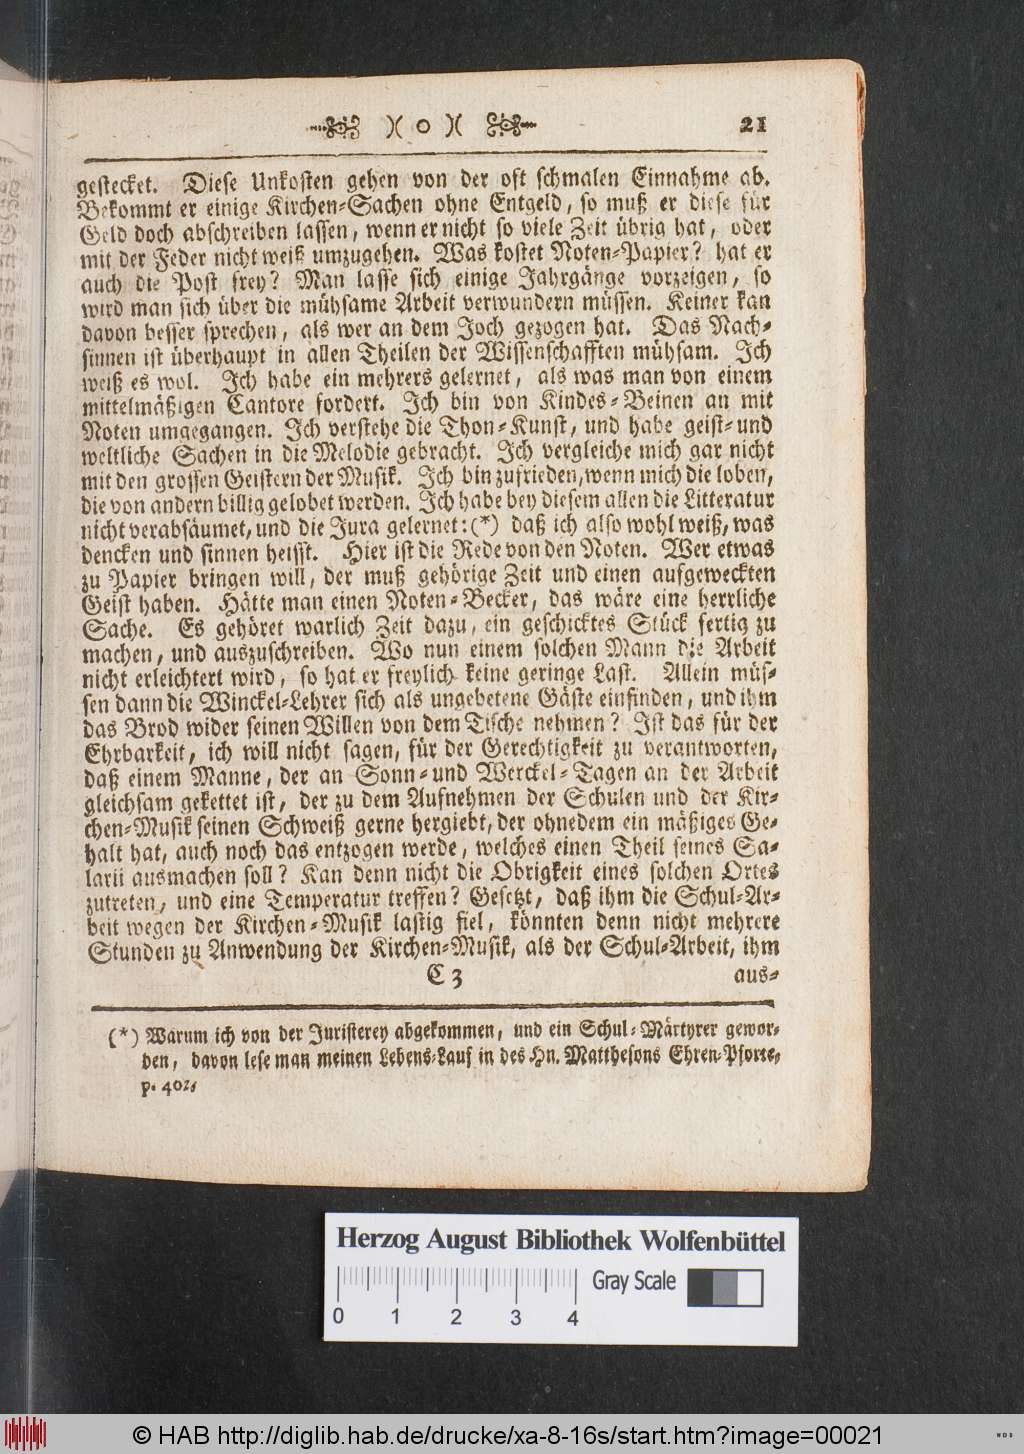 )( o )( 21
gestecket. Diese Unkosten gehen von der oft schmalen Einnahme ab.
Bekommt er einige Kirchen-Sachen ohne Entgeld, so muß er diese für
Geld doch abschreiben lassen, wenn er nicht so viele Zeit übrig hat, oder
mit der Feder nicht weiß umzugehen. Was kostet Noten-Papier? hat er
auch die Post frey? Man lasse sich einige Jahrgänge vorzeigen, so
wird man sich über die mühsame Arbeit verwundern müssen. Keiner kan
davon besser sprechen, als wer an dem Joch gezogen hat. Das Nach-
sinnen ist überhaupt in allen Theilen der Wissenschafften mühsam. Ich
weiß es wol. Ich habe ein mehrers gelernet, als was man von einem
mittelmäßigen Cantore fordert. Ich bin von Kindes-Beinen an mit
Noten umgegangen. Ich verstehe die Thon-Kunst, und habe geist- und
weltliche Sachen in die Melodie gebracht. Ich vergleiche mich gar nicht
mit den grossen Geistern der Musik. Ich bin zufrieden, wenn mich die loben,
die von andern billig gelobet werden. Ich habe bey diesem allen die Litteratur
nicht verabsäumet, und die Jura gelernet: (*) daß ich also wohl weiß, was
dencken und sinnen heisst. Hier ist die Rede von den Noten. Wer etwas
zu Papier bringen will, der muß gehörige Zeit und einen aufgeweckten
Geist haben. Hätte man einen Noten-Becker, das wäre eine herrliche
Sache. Es gehöret warlich Zeit dazu, ein geschicktes Stück fertig zu
machen, und auszuschreiben. Wo nun einem solchen Mann die Arbeit
nicht erleichtert wird, so hat er freylich keine geringe Last. Allein müs-
sen dann die Winckel-Lehrer sich als ungebetene Gäste einfinden, und ihm
das Brod wider seinen Willen von dem Tische nehmen? Ist das für der
Ehrbarkeit, ich will nicht sagen, für der Gerechtigkeit zu verantworten,
daß einem Manne, der an Sonn- und Werckel-Tagen an der Arbeit
gleichsam gekettet ist, der zu dem Aufnehmen der Schulen und der Kir-
chen-Musik seinen Schweiß gerne hergiebt, der ohnedem ein mäßiges Ge-
halt hat, auch noch das entzogen werde, welches einen Theil seines Sa-
larii ausmachen soll? Kan denn nicht die Obrigkeit eines solchen Ortes
zutreten, und eine Temperatur treffen? Gesetzt, daß ihm die Schul-Ar-
beit wegen der Kirchen-Musik lastig fiel, könnten denn nicht mehrere
Stunden zu Anwendung der Kirchen-Musik, als der Schul-Arbeit, ihm
C 3 aus-
(*) Warum ich von der Juristerey abgekommen, und ein Schul-Märtyrer gewor-
den, davon lese man meinen Lebens-Lauf in des Hn. Matthesons Ehren-Pforte,
p. 402.
Herzog August Bibliothek Wolfenbüttel
Gray Scale
0 1 2 3 4
© HAB http://diglib.hab.de/drucke/xa-8-16s/start.htm?image=00021